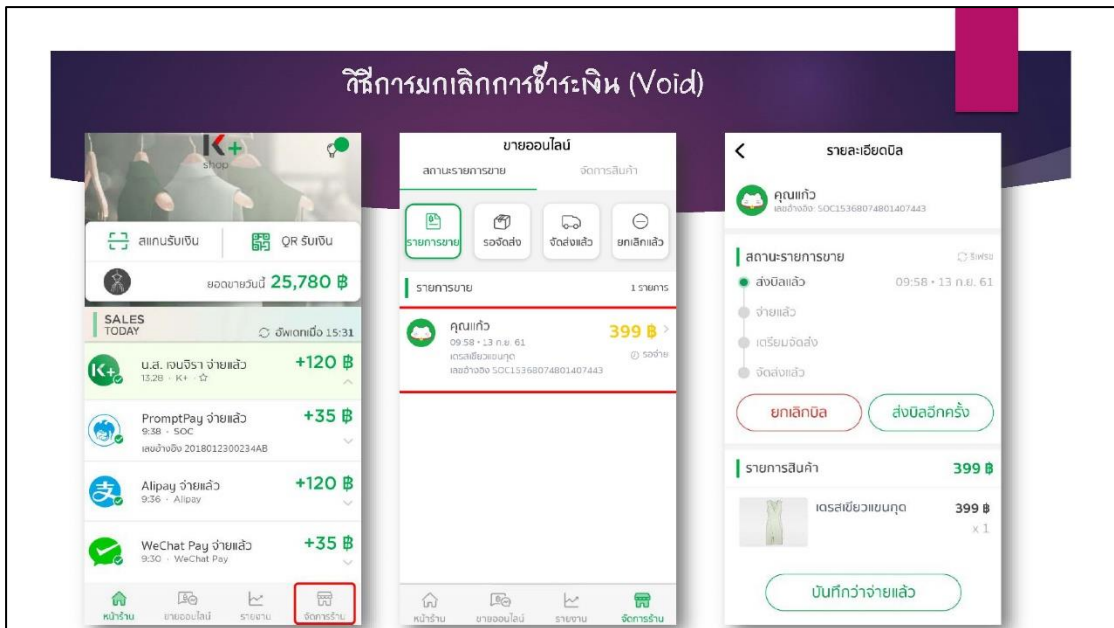 วิธีการยกเลิกการชำระเงิน (Void)
K+
shop
สแกนรับเงิน
QR รับเงิน
ยอดขายวันนี้ 25,780 ฿
SALES
TODAY
อัพเดทเมื่อ 15:31
K+
น.ส. เจนจิรา จ่ายแล้ว
+120 ฿
13:28 · K+ · ☆
PromptPay จ่ายแล้ว
+35 ฿
9:38 · SOC
เลขอ้างอิง 2018012300234AB
支
Alipay จ่ายแล้ว
+120 ฿
9:36 · Alipay
WeChat Pay จ่ายแล้ว
+35 ฿
9:30 · WeChat Pay
หน้าร้าน
ขายออนไลน์
รายงาน
จัดการร้าน
ขายออนไลน์
สถานะรายการขาย
จัดการสินค้า
รายการขาย
รอจัดส่ง
จัดส่งแล้ว
ยกเลิกแล้ว
รายการขาย
1 รายการ
คุณแก้ว
399 ฿
09:58 · 13 ก.ย. 61
เดรสเขียวแขนกุด
รอจ่าย
เลขอ้างอิง SOC15368074801407443
หน้าร้าน
ขายออนไลน์
รายงาน
จัดการร้าน
รายละเอียดบิล
คุณแก้ว
เลขอ้างอิง: SOC15368074801407443
สถานะรายการขาย
รีเฟรช
ส่งบิลแล้ว
09:58 · 13 ก.ย. 61
จ่ายแล้ว
เตรียมจัดส่ง
จัดส่งแล้ว
ยกเลิกบิล
ส่งบิลอีกครั้ง
รายการสินค้า
399 ฿
เดรสเขียวแขนกุด
399 ฿
x 1
บันทึกว่าจ่ายแล้ว